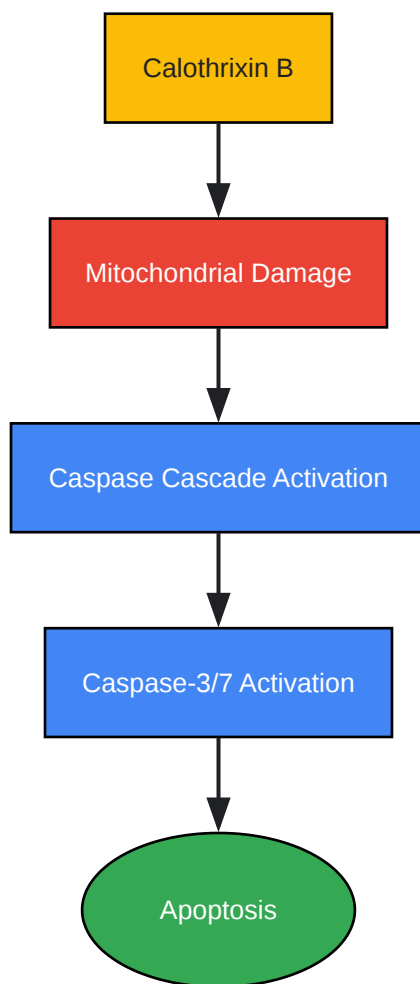 Calothrixin B
Mitochondrial Damage
Caspase Cascade Activation
Caspase-3/7 Activation
Apoptosis